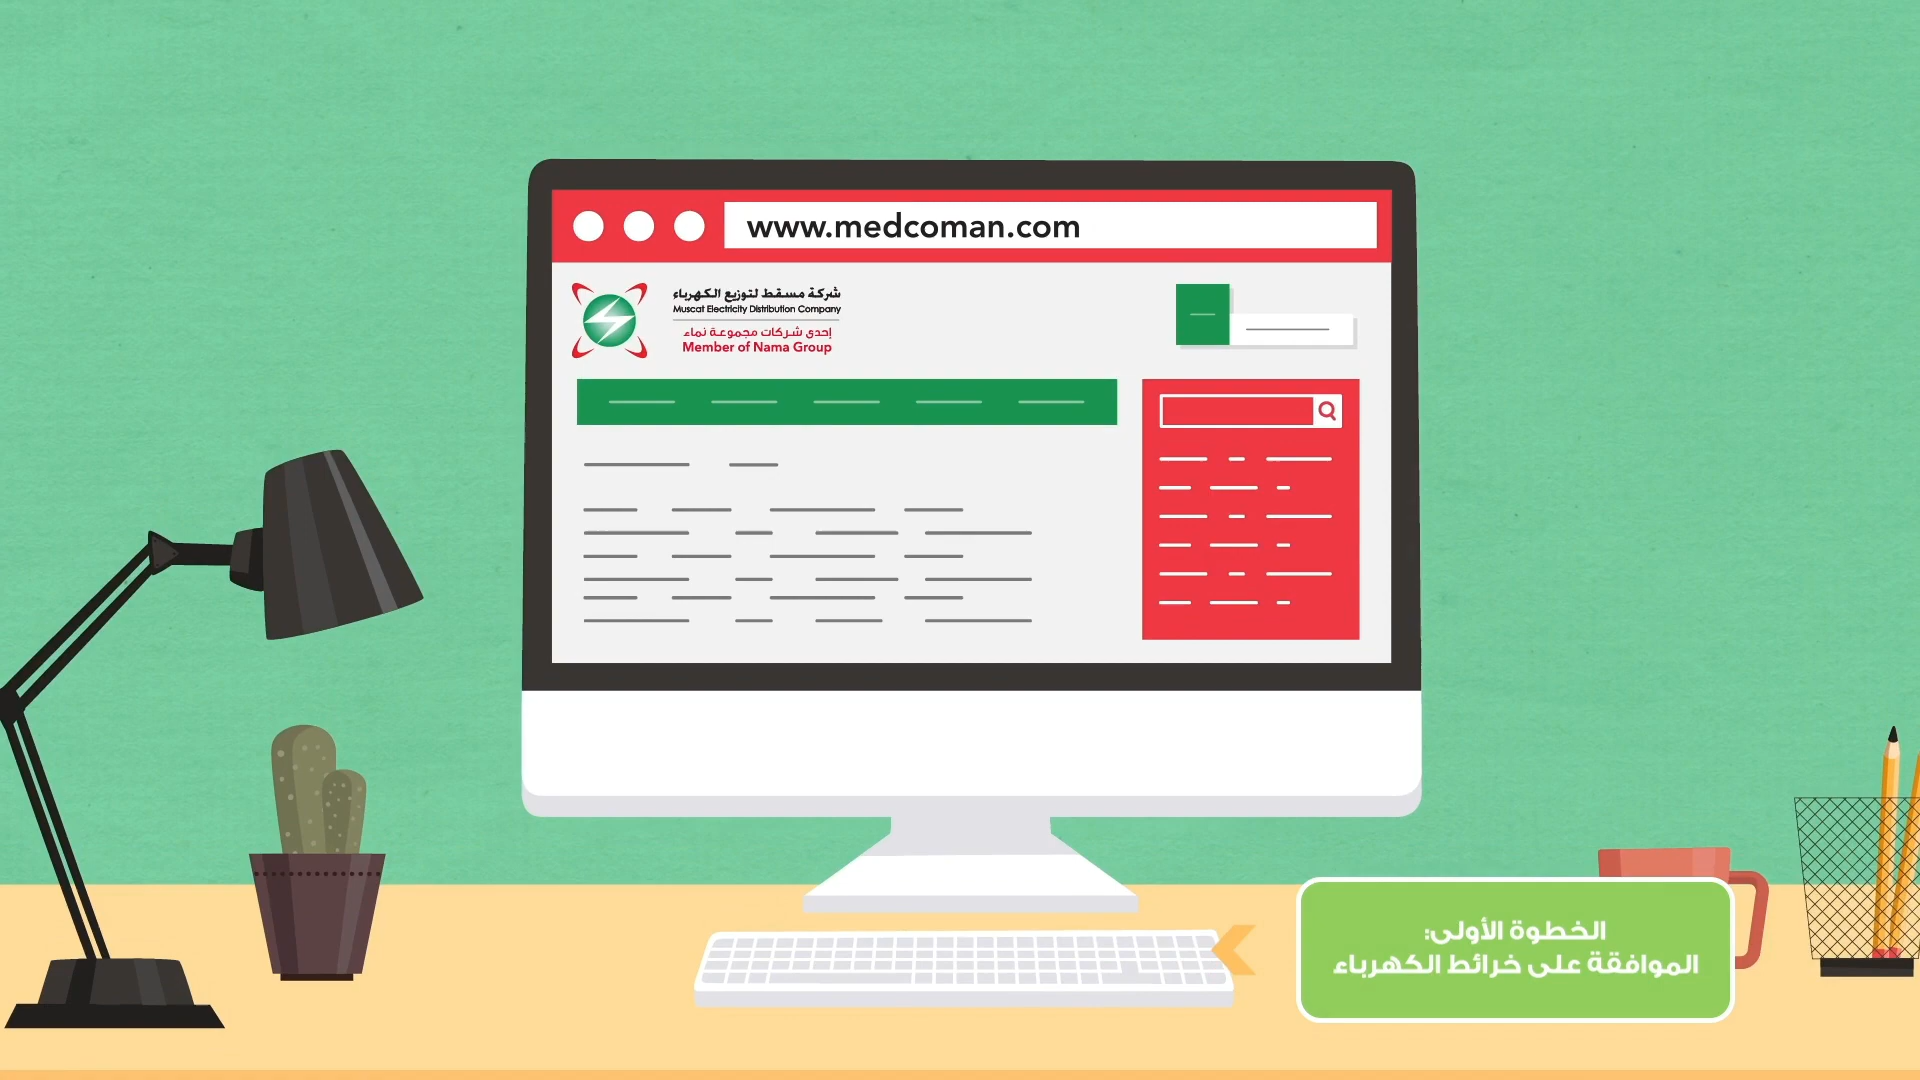 www.medcoman.com
شركة مسقط لتوزيع الكهرباء
Muscat Electricity Distribution Company
إحدى شركات مجموعة نماء
Member of Nama Group
الخطوة الأولى:
الموافقة على خرائط الكهرباء